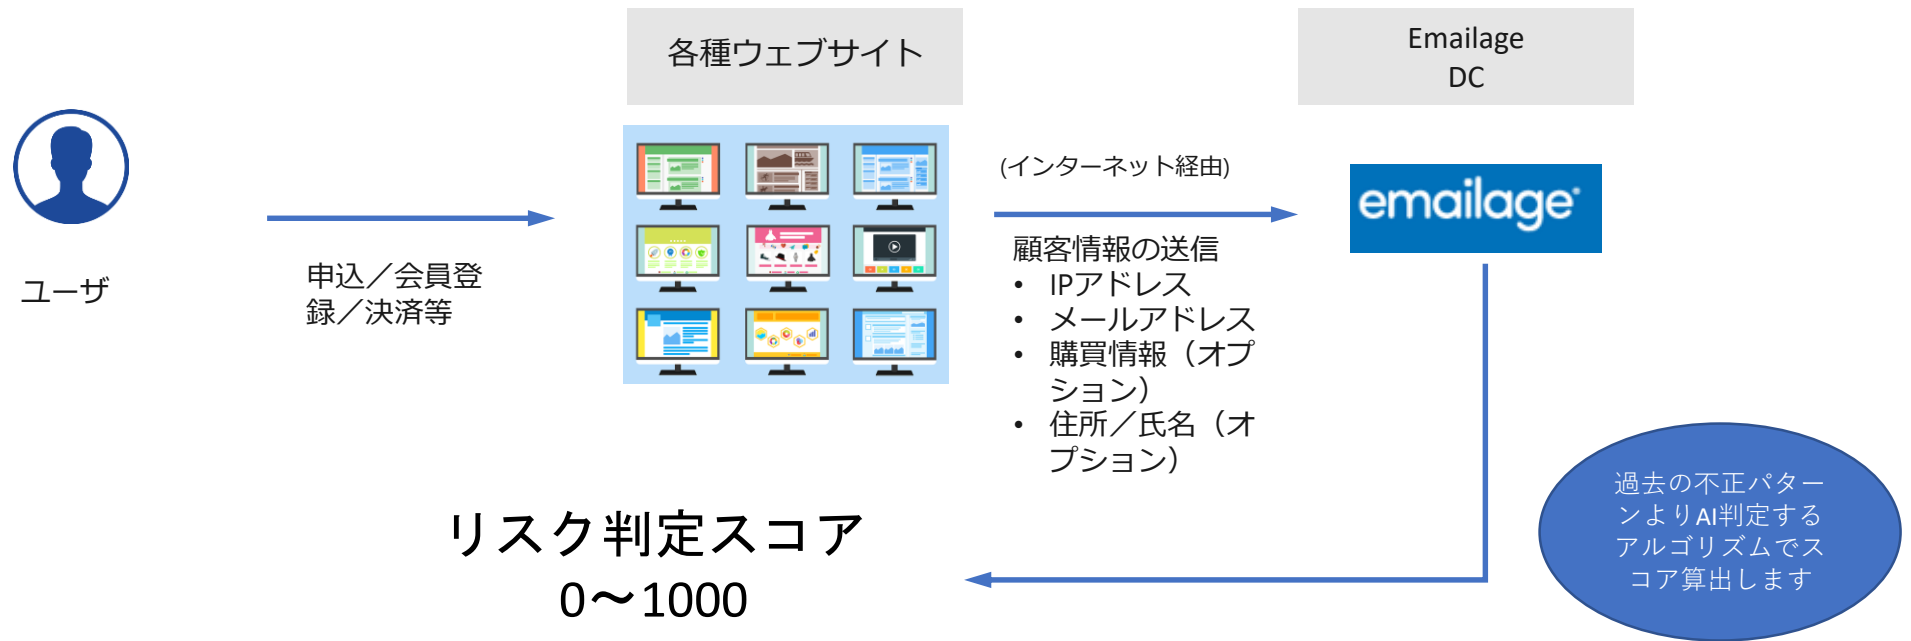 各種ウェブサイト
Emailage
DC
(インターネット経由)
emailage
ユーザ
申込／会員登
録／決済等
顧客情報の送信
• IPアドレス
• メールアドレス
• 購買情報（オプ
ション）
• 住所／氏名（オ
プション）
過去の不正パター
ンよりAI判定する
アルゴリズムでス
コア算出します
リスク判定スコア
0～1000